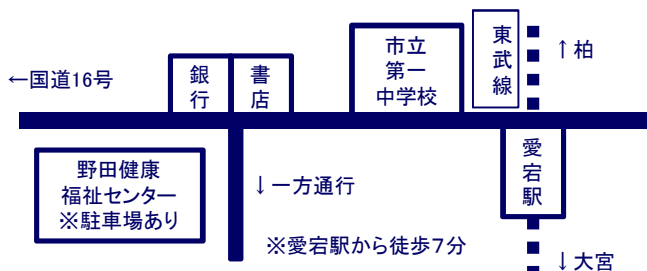 ←国道16号
銀行
書店
市立
第一
中学校
東武線
↑柏
野田健康
福祉センター
※駐車場あり
↓一方通行
※愛宕駅から徒歩7分
愛宕駅
↓大宮